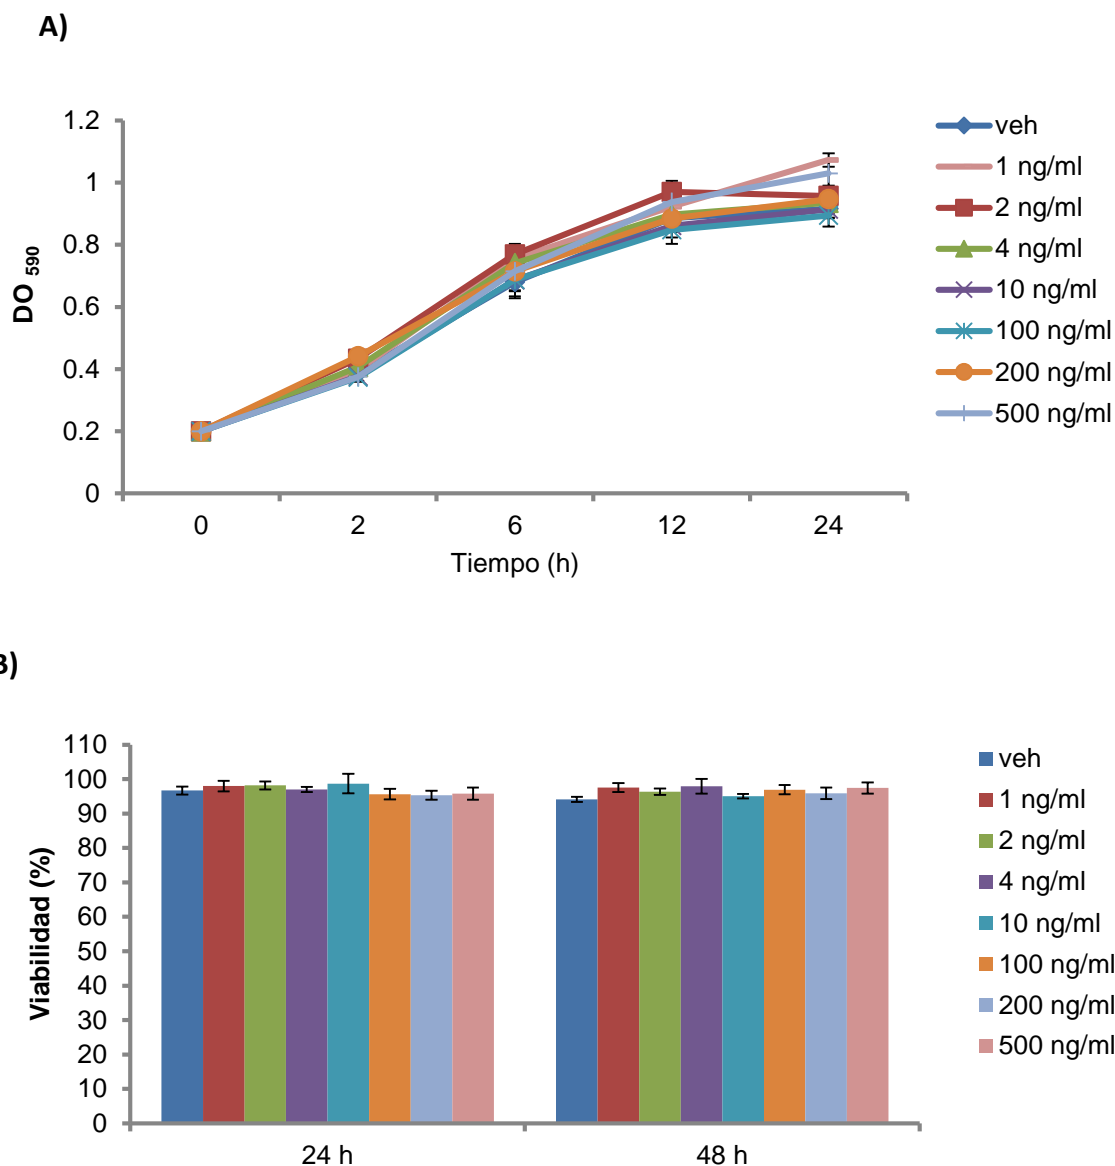 A)
1.2
1
0.8
0.6
0.4
0.2
0
DO 590
0 2 6 12 24
Tiempo (h)
veh
1 ng/ml
2 ng/ml
4 ng/ml
10 ng/ml
100 ng/ml
200 ng/ml
500 ng/ml
B)
110
100
90
80
70
60
50
40
30
20
10
0
Viabilidad (%)
24 h 48 h
veh
1 ng/ml
2 ng/ml
4 ng/ml
10 ng/ml
100 ng/ml
200 ng/ml
500 ng/ml